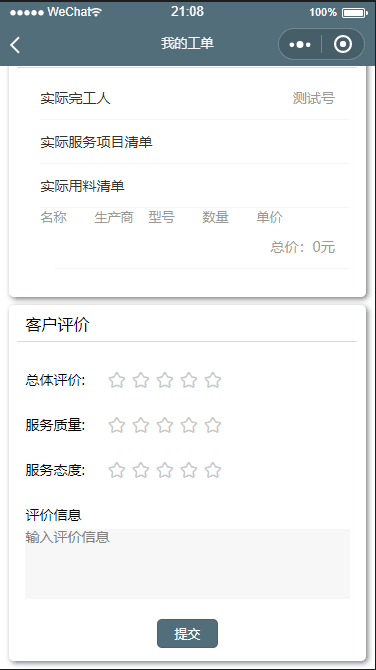 WeChat 21:08 100%
我的工单
实际完工人 测试号
实际服务项目清单
实际用料清单
名称 生产商 型号 数量 单价
总价：0元
客户评价
总体评价:
服务质量:
服务态度:
评价信息
输入评价信息
提交